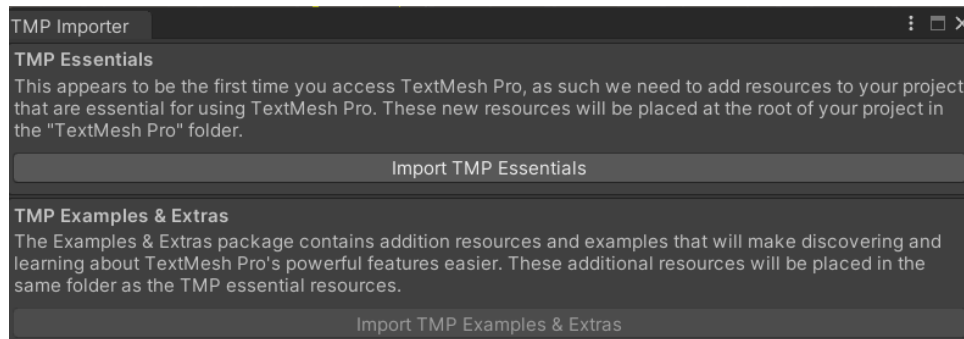 TMP Importer
TMP Essentials
This appears to be the first time you access TextMesh Pro, as such we need to add resources to your project
that are essential for using TextMesh Pro. These new resources will be placed at the root of your project in
the "TextMesh Pro" folder.
Import TMP Essentials
TMP Examples & Extras
The Examples & Extras package contains addition resources and examples that will make discovering and
learning about TextMesh Pro's powerful features easier. These additional resources will be placed in the
same folder as the TMP essential resources.
Import TMP Examples & Extras